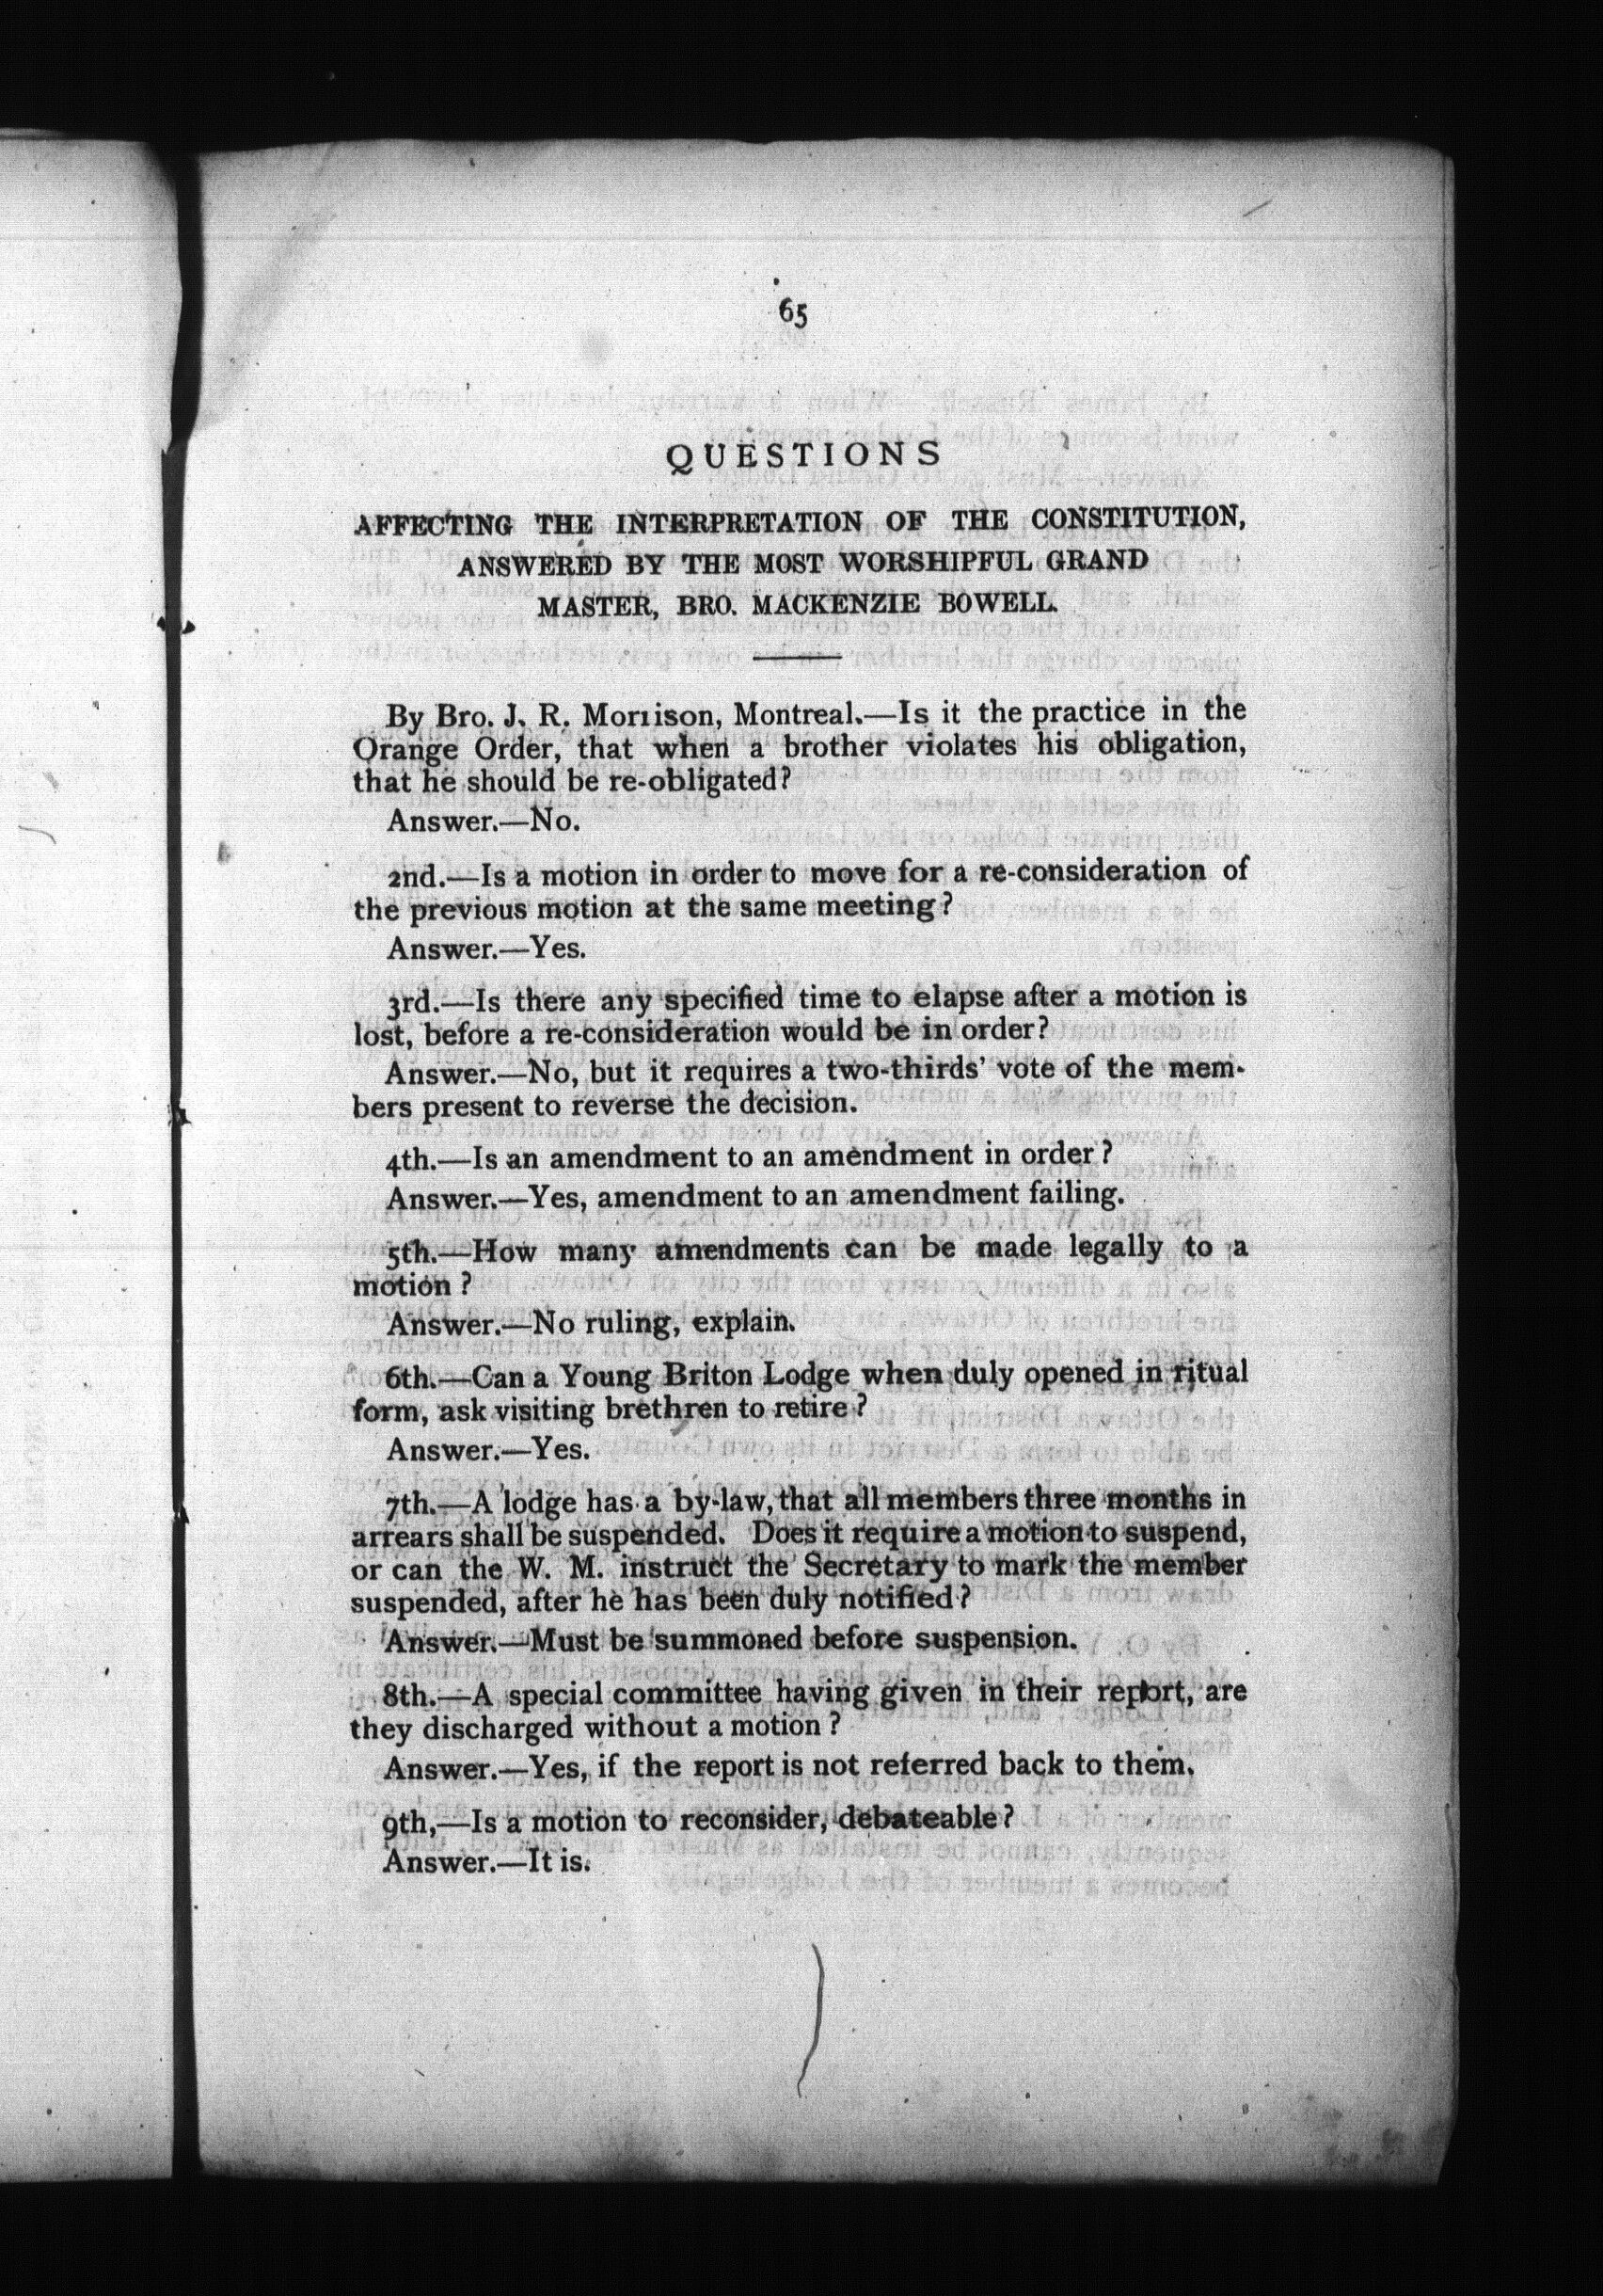 65
QUESTIONS
AFFECTING THE INTERPRETATION OF THE CONSTITUTION,
ANSWERED BY THE MOST WORSHIPFUL GRAND
MASTER, BRO. MACKENZIE BOWELL.
By Bro. J. R. Morrison, Montreal.—Is it the practice in the
Orange Order, that when a brother violates his obligation,
that he should be re-obligated?
Answer.—No.
2nd.—Is a motion in order to move for a re-consideration of
the previous motion at the same meeting?
Answer.—Yes.
3rd.—Is there any specified time to elapse after a motion is
lost, before a re-consideration would be in order?
Answer.—No, but it requires a two-thirds' vote of the mem-
bers present to reverse the decision.
4th.—Is an amendment to an amendment in order?
Answer.—Yes, amendment to an amendment failing.
5th.—How many amendments can be made legally to a
motion?
Answer.—No ruling, explain.
6th.—Can a Young Briton Lodge when duly opened in ritual
form, ask visiting brethren to retire?
Answer.—Yes.
7th.—A lodge has a by-law, that all members three months in
arrears shall be suspended. Does it require a motion to suspend,
or can the W. M. instruct the Secretary to mark the member
suspended, after he has been duly notified?
Answer.—Must be summoned before suspension.
8th.—A special committee having given in their report, are
they discharged without a motion?
Answer.—Yes, if the report is not referred back to them.
9th,—Is a motion to reconsider, debateable?
Answer.—It is.